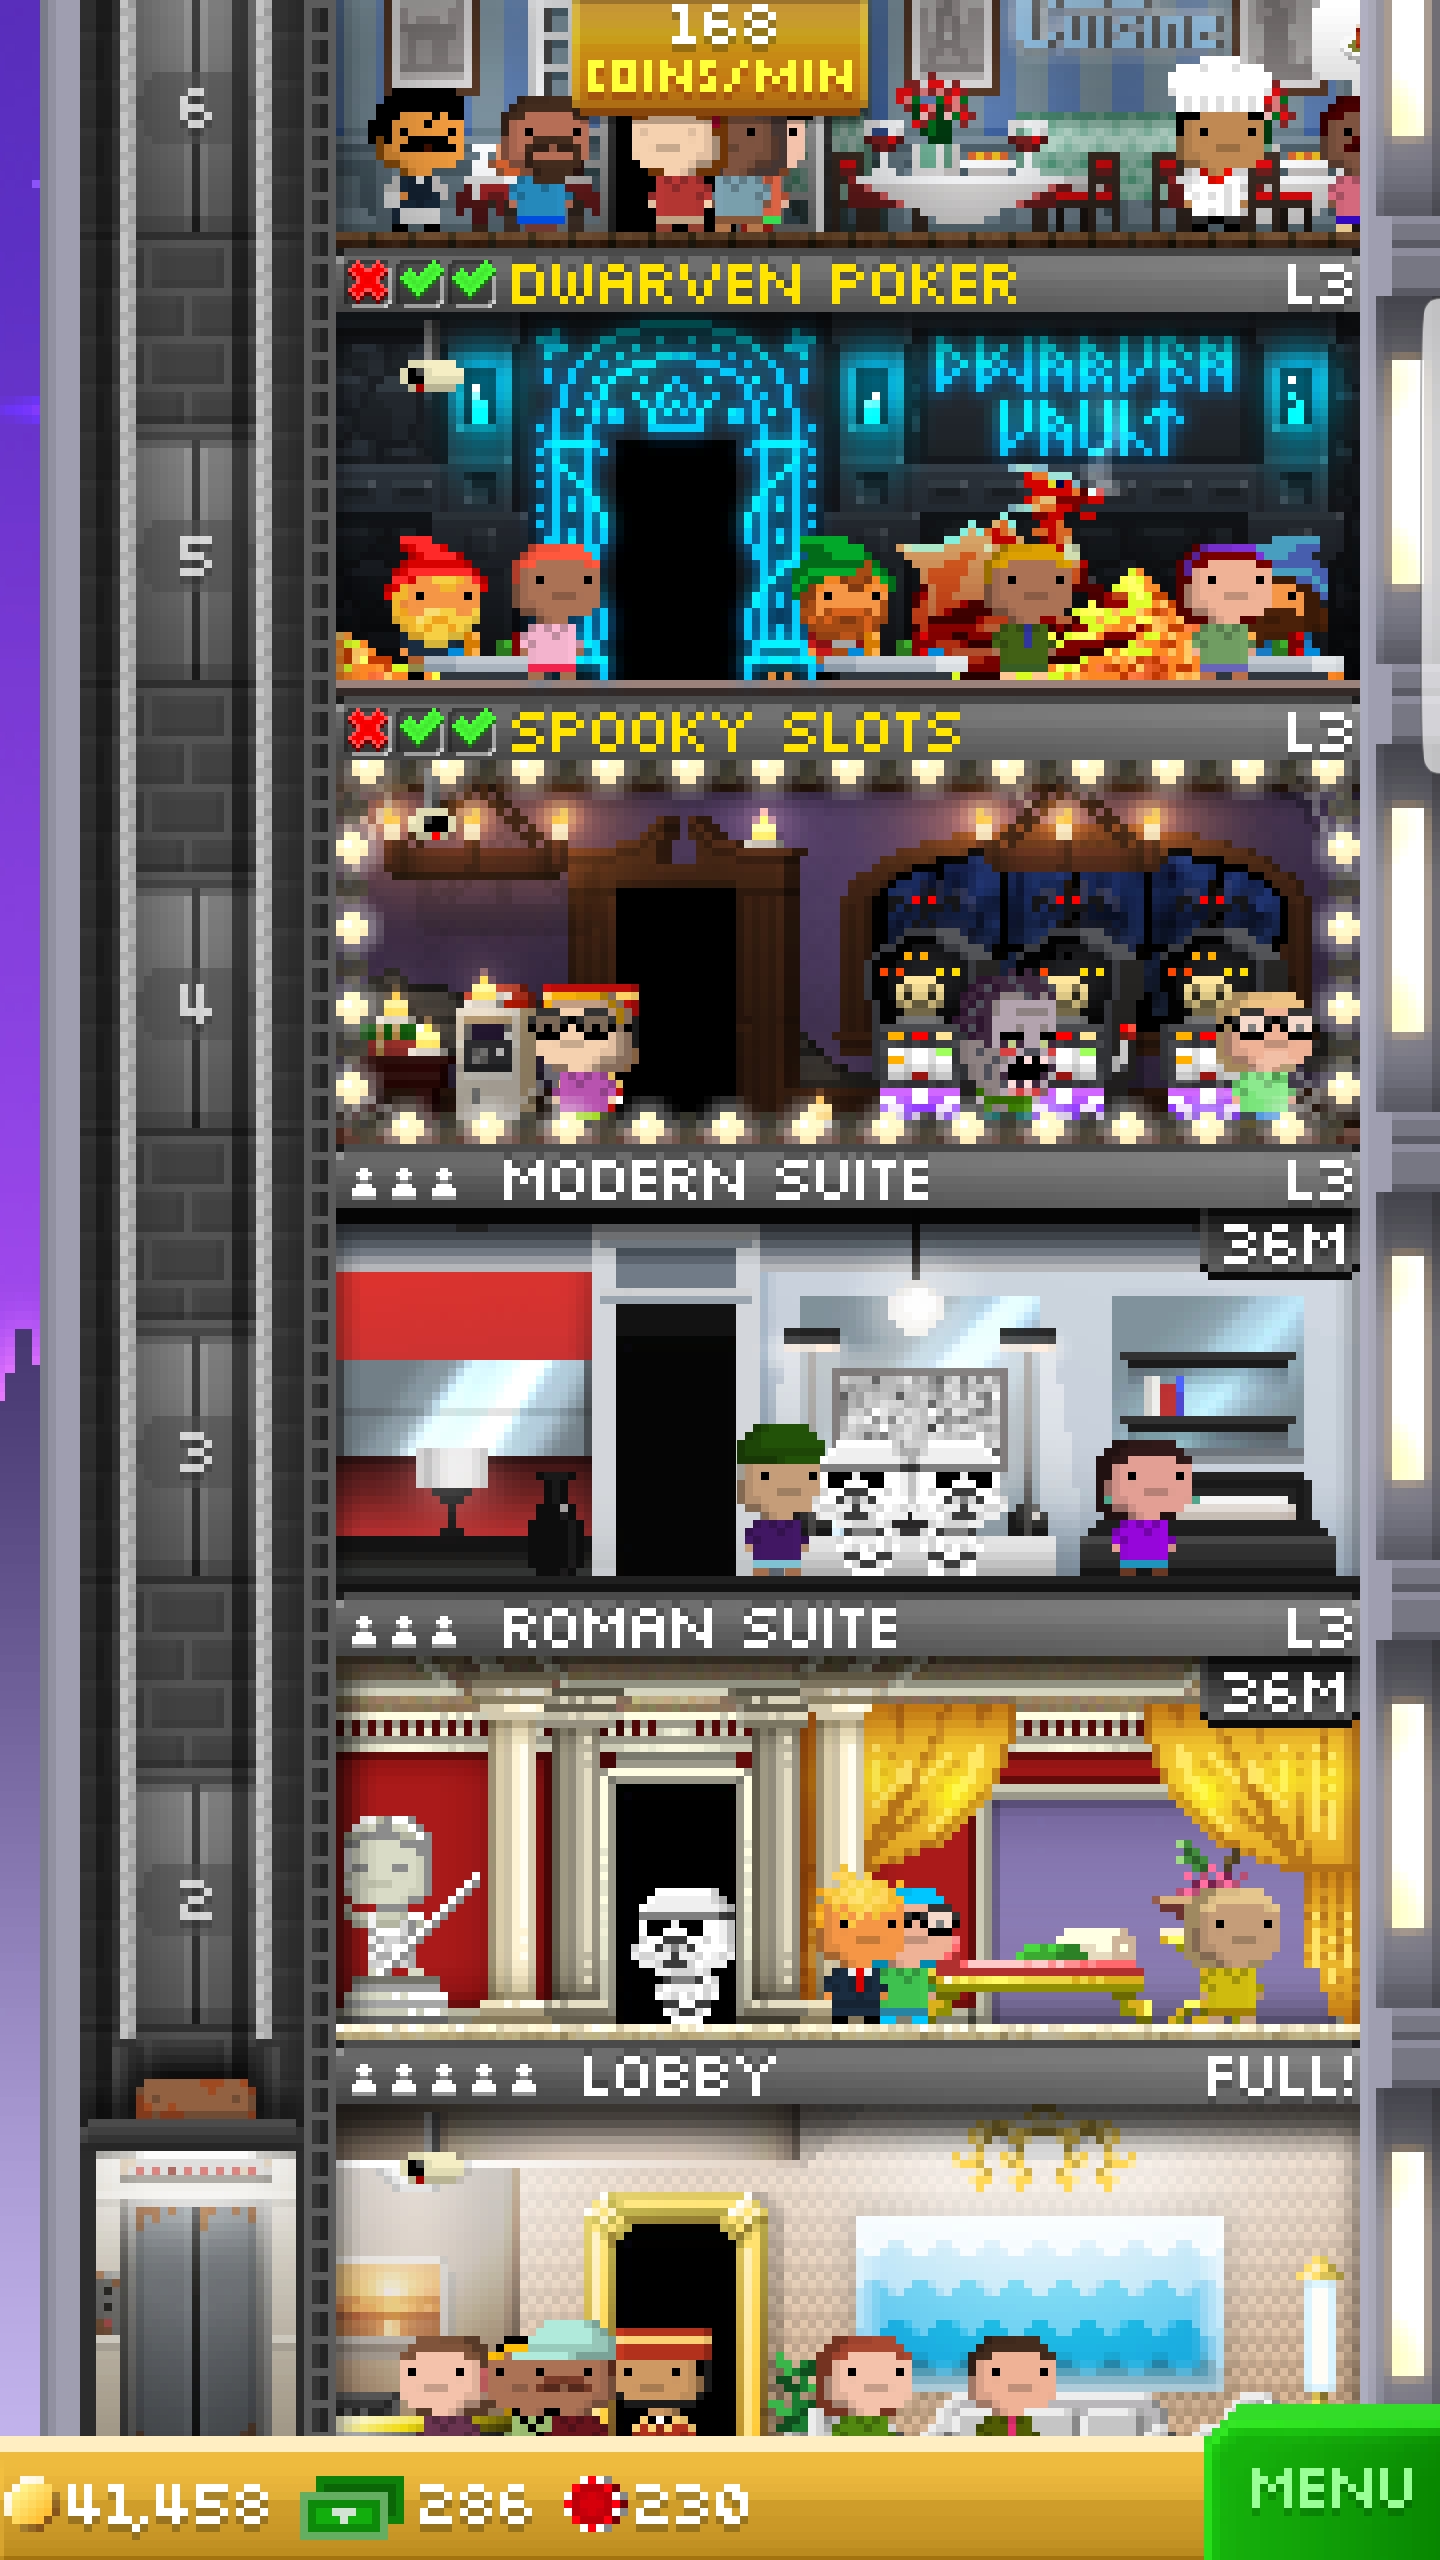 168
COINS/MIN
Cuisine
6
DWARVEN POKER L3
DWARVEN
VAULT
5
SPOOKY SLOTS L3
4
MODERN SUITE L3
36M
3
ROMAN SUITE L3
36M
2
LOBBY FULL!
41,458 286 230
MENU